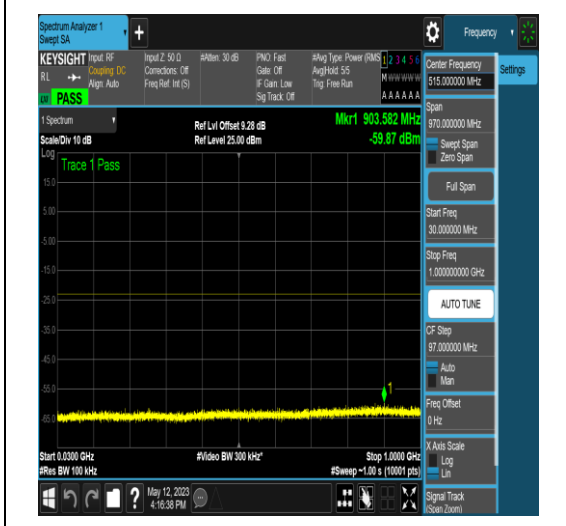 Spectrum Analyzer 1
Swept SA
+
Frequency
KEYSIGHT
Input: RF
Coupling: DC
Align: Auto
Input Z: 50 Ω
Corrections: Off
Freq Ref: Int (S)
#Atten: 30 dB
PNO: Fast
Gate: Off
IF Gain: Low
Sig Track: Off
#Avg Type: Power (RMS
Avg|Hold: 5/5
Trig: Free Run
1 2 3 4 5 6
M w w w w w
A A A A A A
RL
PASS
Settings
Center Frequency
515.000000 MHz
Span
970.000000 MHz
Swept Span
Zero Span
Full Span
Start Freq
30.000000 MHz
Stop Freq
1.000000000 GHz
AUTO TUNE
CF Step
97.000000 MHz
Auto
Man
Freq Offset
0 Hz
X Axis Scale
Log
Lin
Signal Track
(Span Zoom)
1 Spectrum
Scale/Div 10 dB
Ref Lvl Offset 9.28 dB
Ref Level 25.00 dBm
Mkr1 903.582 MHz
-59.87 dBm
Log
Trace 1 Pass
15.0
5.00
-5.00
-15.0
-25.0
-35.0
-45.0
-55.0
-65.0
1
Start 0.0300 GHz
#Res BW 100 kHz
#Video BW 300 kHz*
Stop 1.0000 GHz
#Sweep ~1.00 s (10001 pts)
?
May 12, 2023
4:16:38 PM